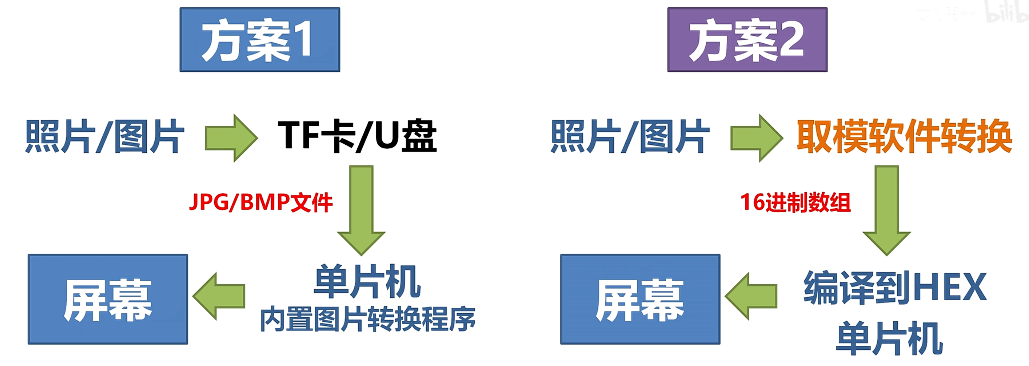 方案1
照片/图片
TF卡/U盘
JPG/BMP文件
单片机
内置图片转换程序
屏幕
方案2
照片/图片
取模软件转换
16进制数组
编译到HEX
单片机
屏幕